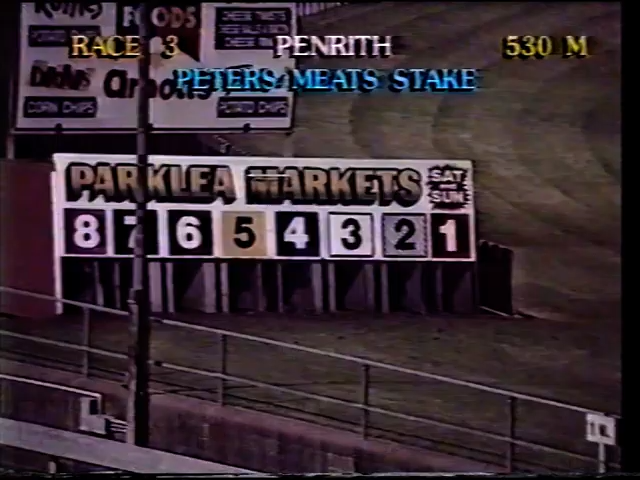 FOODS
RACE 3 PENRITH 530 M
PETERS MEATS STAKE
CORN CHIPS
POTATO CHIPS
PARKLEA MARKETS SAT and SUN
8 7 6 5 4 3 2 1